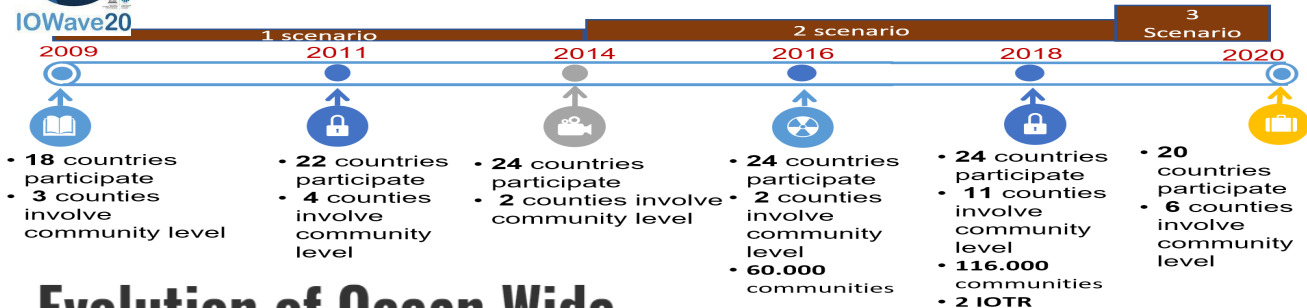 IOWave20
1 scenario
2 scenario
3
Scenario
2009
2011
2014
2016
2018
2020
• 18 countries
participate
• 3 counties
involve
community level
• 22 countries
participate
• 4 counties
involve
community
level
• 24 countries
participate
• 2 counties involve
community level
• 24 countries
participate
• 2 counties
involve
community
level
• 60.000
communities
• 24 countries
participate
• 11 counties
involve
community
level
• 116.000
communities
• 2 IOTR
• 20
countries
participate
• 6 counties
involve
community
level
Evolution of Ocean Wide